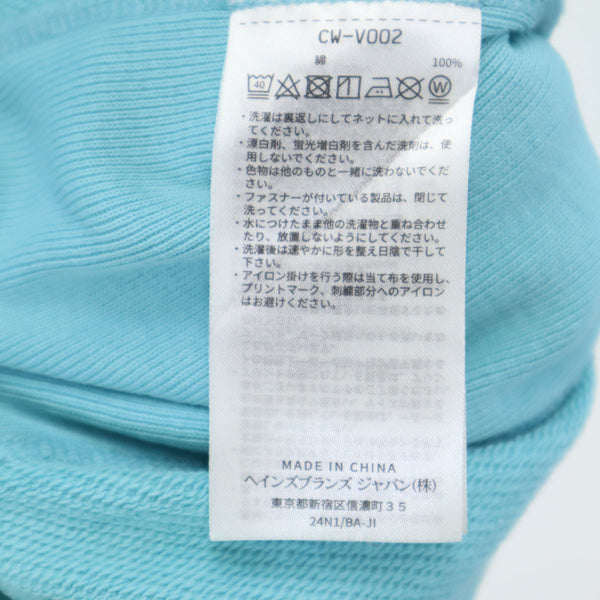 CW-V002
綿 100%
40 1 W
・洗濯は裏返しにしてネットに入れて洗っ
てください。
・漂白剤、蛍光増白剤を含んだ洗剤は、使
用しないでください。
・色物は他のものと一緒に洗わないでくだ
さい。
・ファスナーが付いている製品は、閉じて
洗ってください。
・水につけたまま他の洗濯物と重ね合わせ
たり、放置しないようにしてください。
・洗濯後は速やかに形を整え日陰で干して
下さい。
・アイロン掛けを行う際は当て布を使用し、
プリントマーク、刺繍部分へのアイロン
はお避けください。
MADE IN CHINA
ヘインズブランズ ジャパン(株)
東京都新宿区信濃町３５
24N1/BA-JI